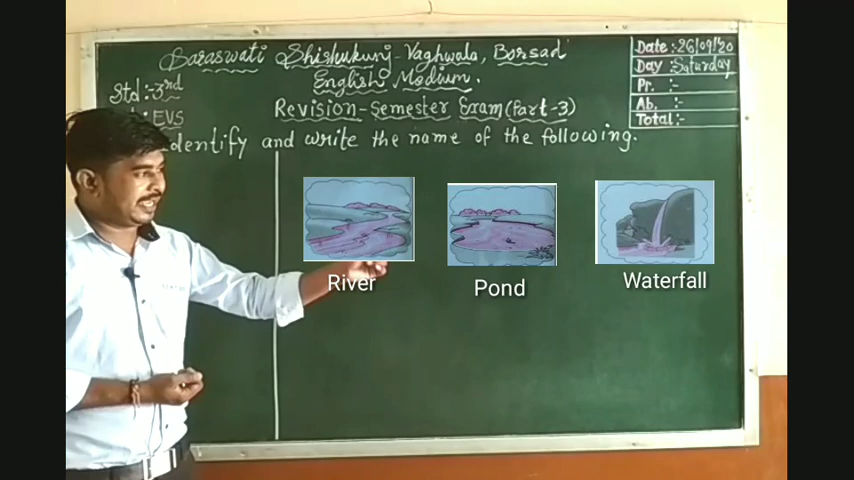 Saraswati Shishukunj-Vaghwala, Borsad
English Medium.
Std:-3rd
EVS
Revision-Semester Exam(Part-3)
dentify and write the name of the following.
Date:-26/09/'20
Day:-Saturday
Pr. :-
Ab. :-
Total:-
River
Pond
Waterfall